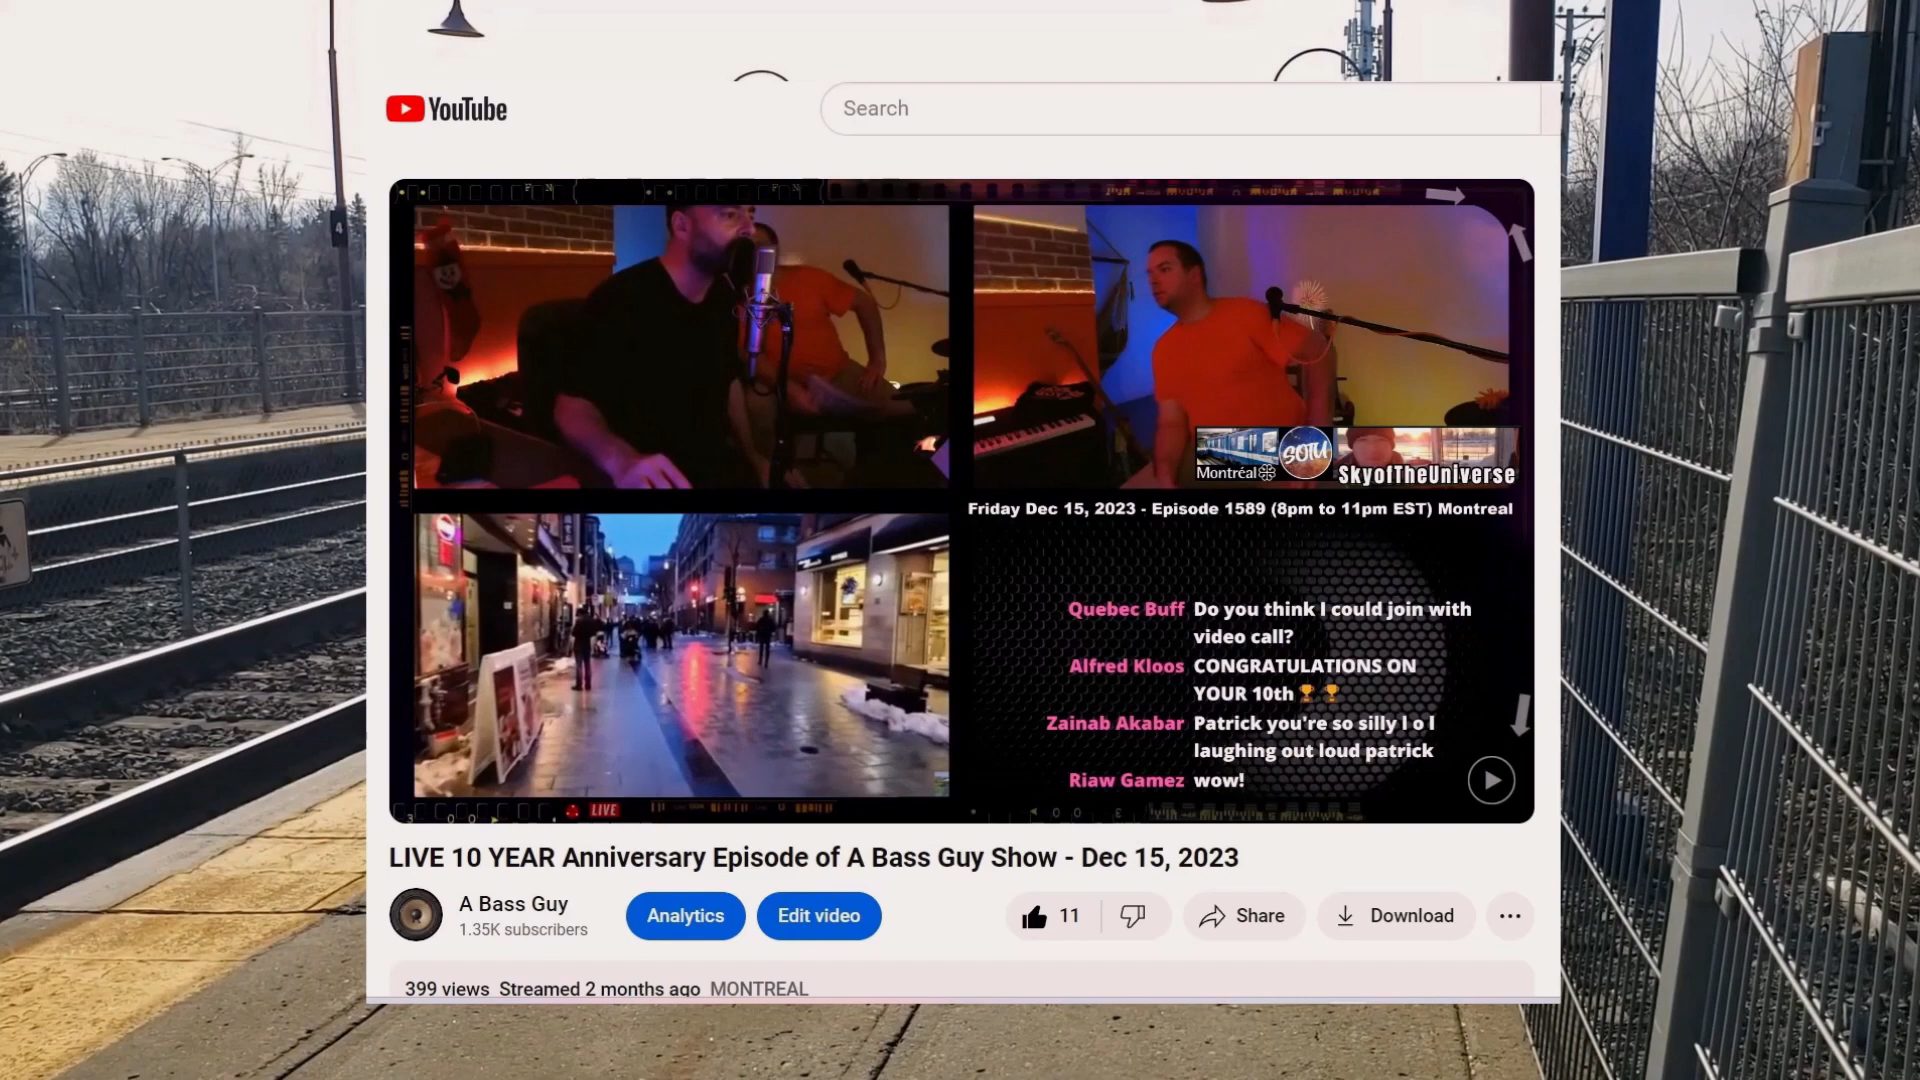 YouTube
Search
4
Montréal
SOTU
SkyofTheUniverse
Friday Dec 15, 2023 - Episode 1589 (8pm to 11pm EST) Montreal
Quebec Buff Do you think I could join with
video call?
Alfred Kloos CONGRATULATIONS ON
YOUR 10th 🏆 🏆
Zainab Akabar Patrick you're so silly l o l
laughing out loud patrick
Riaw Gamez wow!
LIVE
LIVE 10 YEAR Anniversary Episode of A Bass Guy Show - Dec 15, 2023
A Bass Guy
1.35K subscribers
Analytics
Edit video
11
Share
Download
399 views Streamed 2 months ago MONTREAL